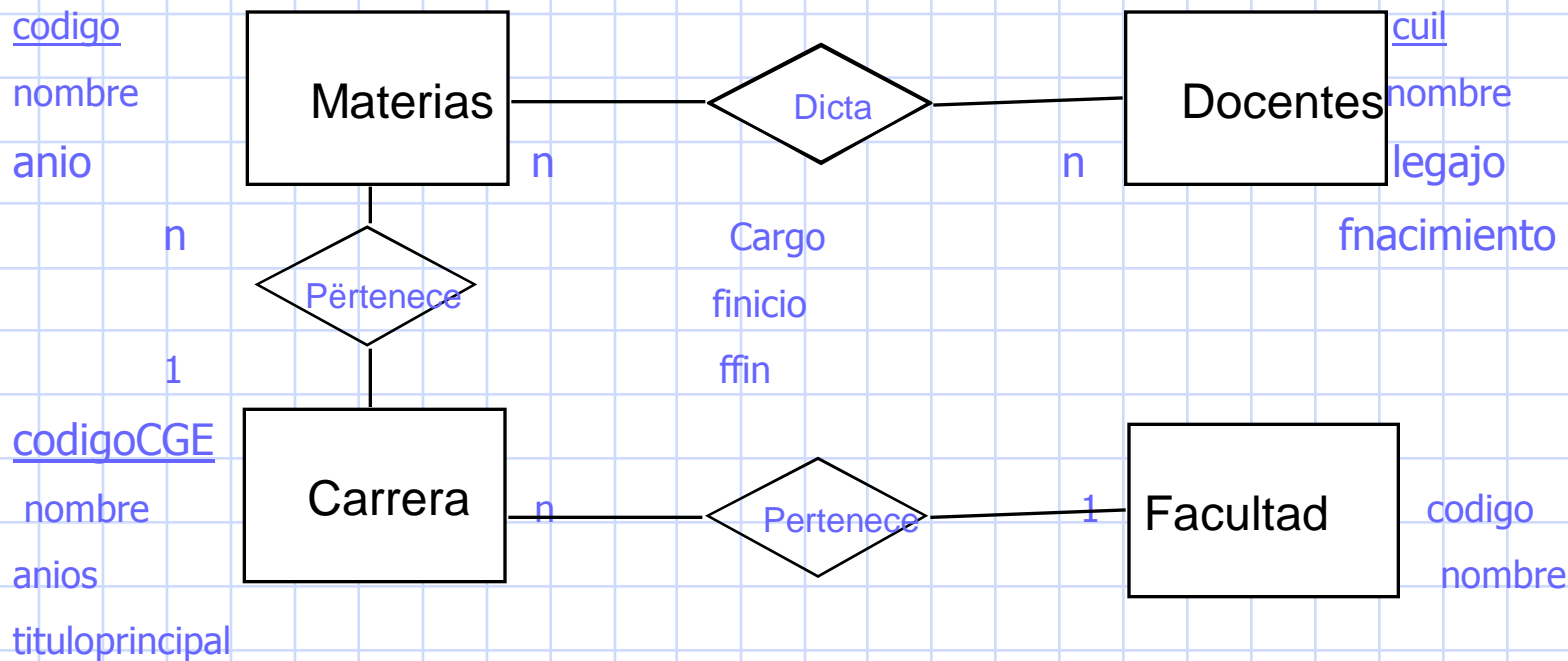 codigo
nombre
anio
Materias
n
Dicta
n
Docentes
cuil
nombre
legajo
fnacimiento
n
Përtenece
1
Cargo
finicio
ffin
codigoCGE
nombre
anios
tituloprincipal
Carrera
n
Pertenece
1
Facultad
codigo
nombre